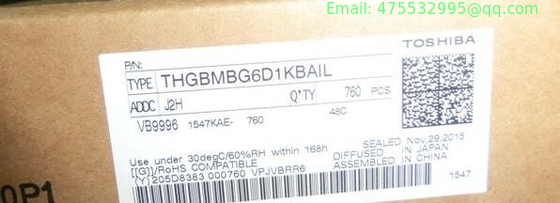 Email: 475532995@qq.com
TOSHIBA
P/N:
TYPE THGBMBG6D1KBAIL
ADDC J2H Q'TY 760 PCS
48C
VB9996 1547KAE- 760
Use under 30degC/60%RH within 168h
SEALED Nov,29,2015
DIFFUSED IN JAPAN
ASSEMBLED IN CHINA
[[G]]/RoHS COMPATIBLE
(Y) 205D8383 000760 VPJVBRR6
1547
0P1